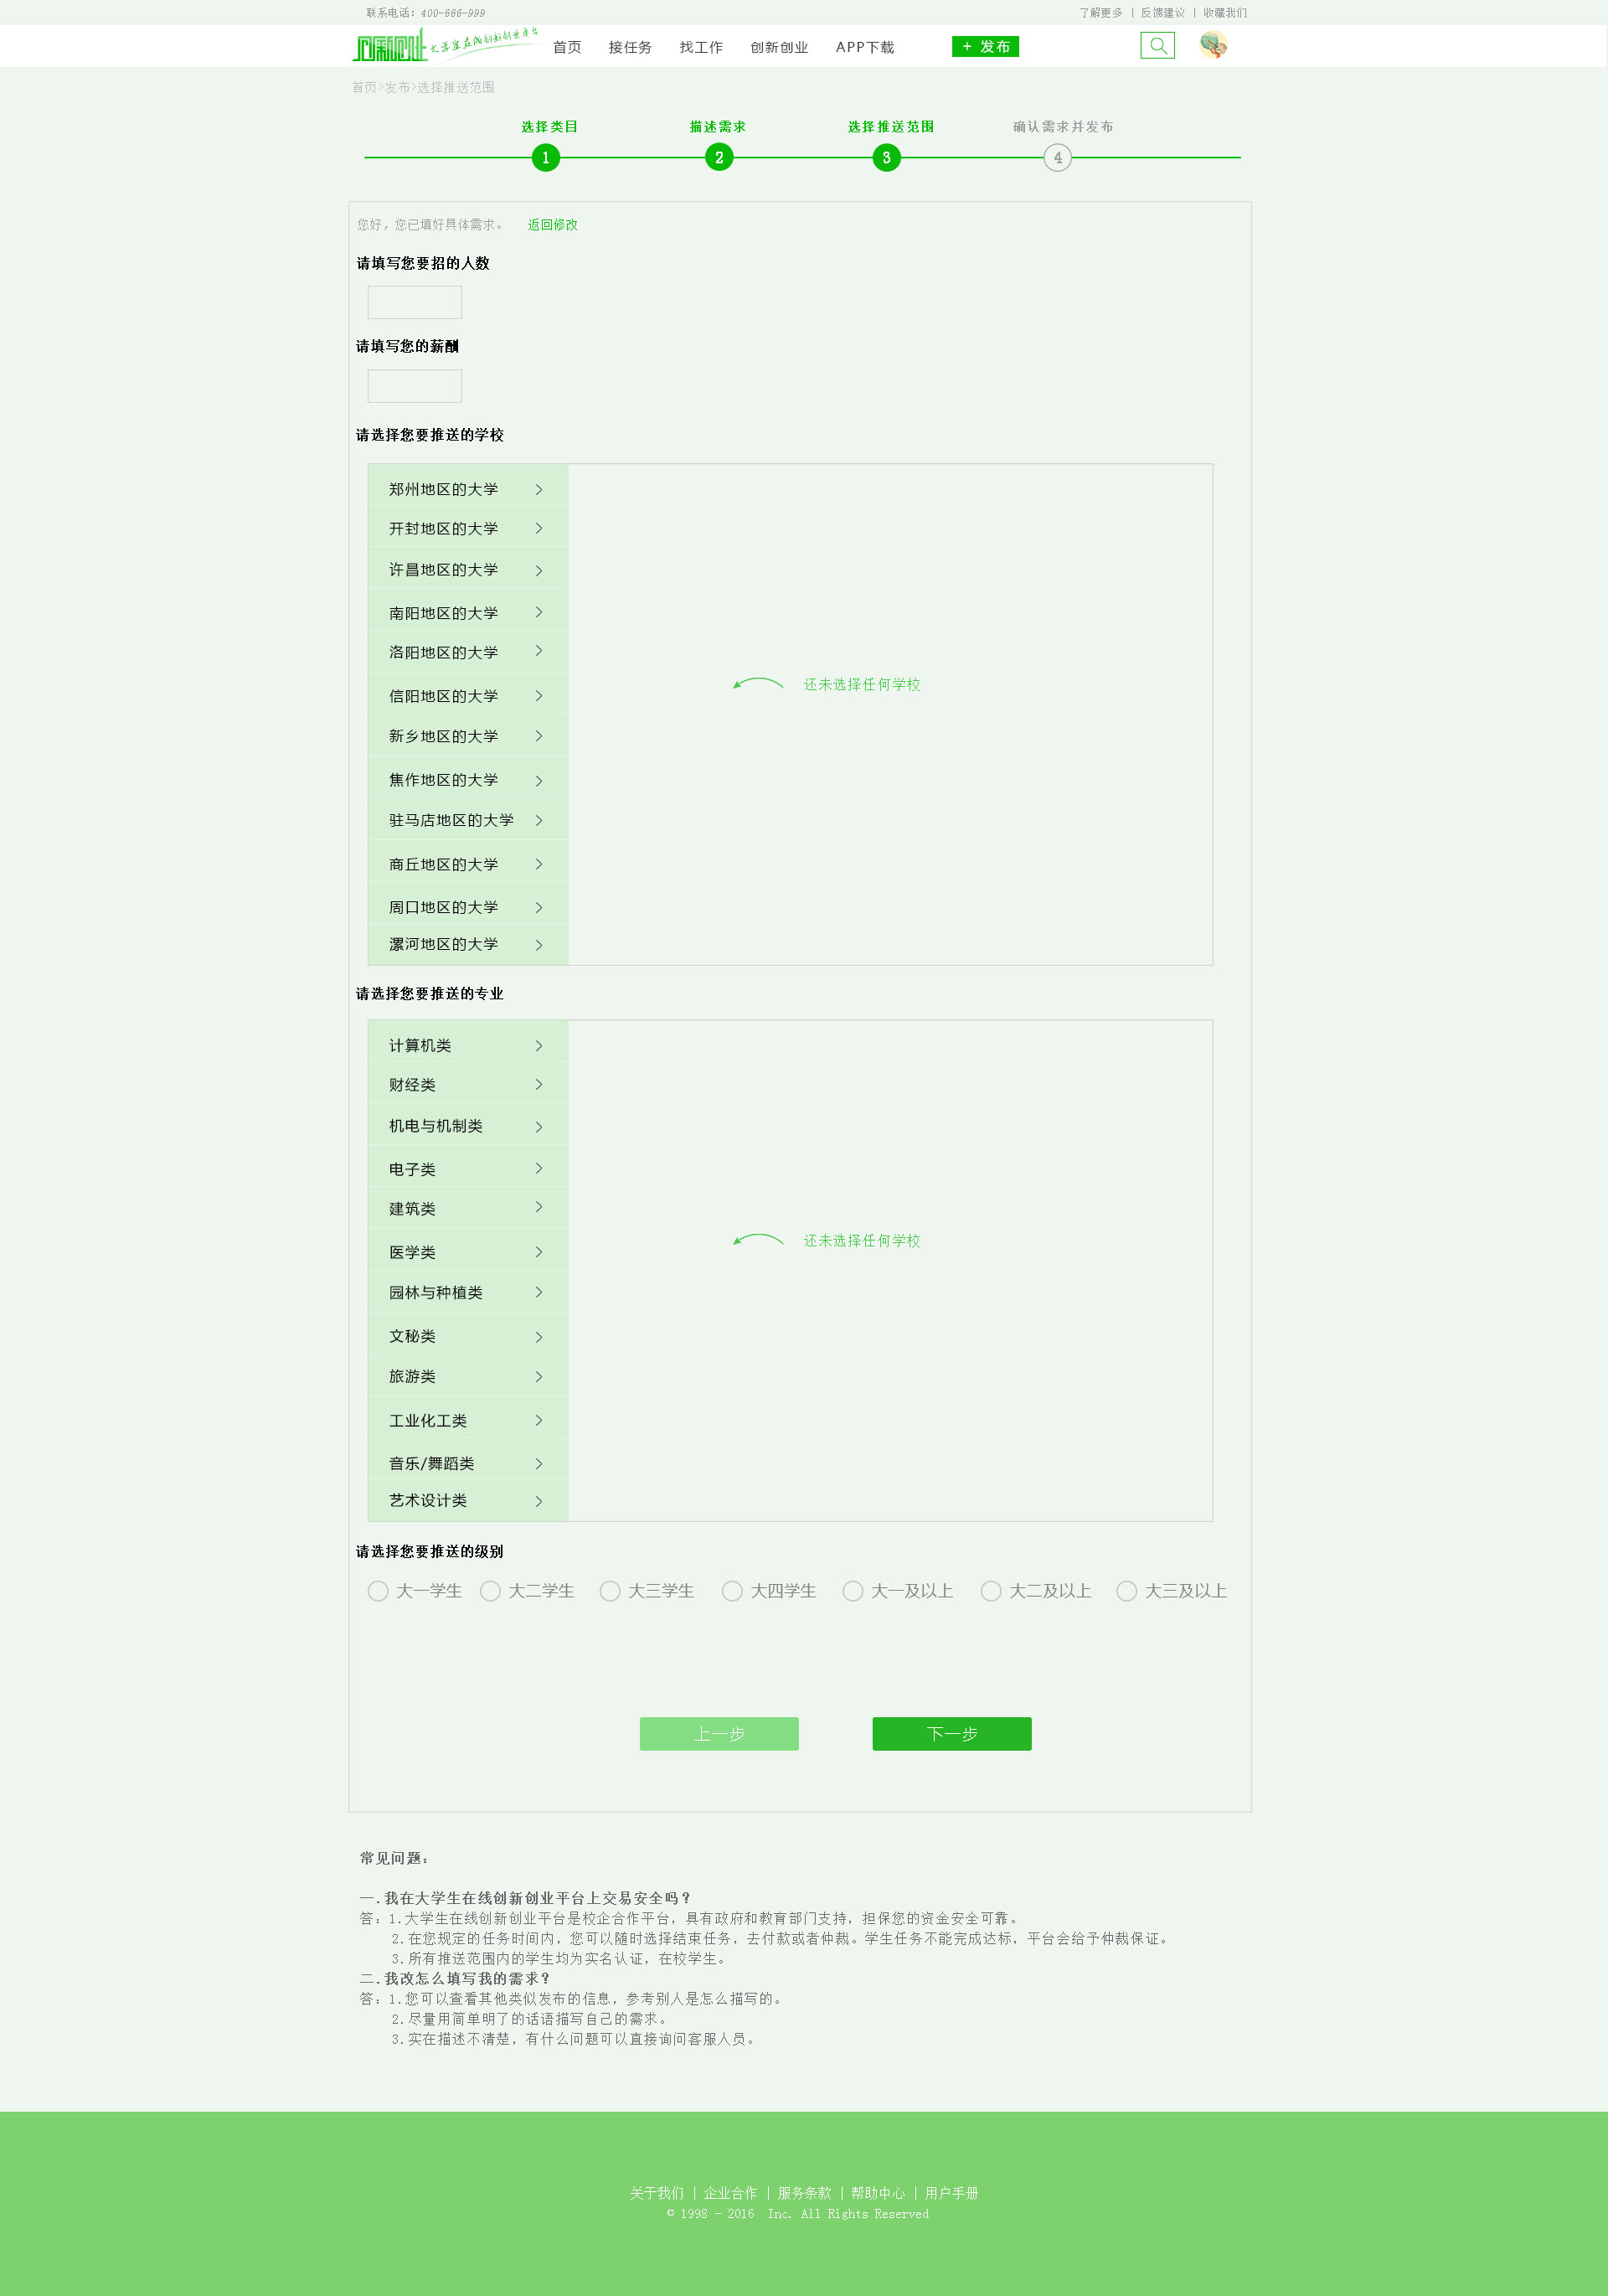 联系电话：400-666-999
了解更多 | 反馈建议 | 收藏我们
首页 接任务 找工作 创新创业 APP下载 + 发布
首页>发布>选择推送范围
选择类目 描述需求 选择推送范围 确认需求并发布
1 2 3 4
您好，您已填好具体需求。 返回修改
请填写您要招的人数
请填写您的薪酬
请选择您要推送的学校
郑州地区的大学
开封地区的大学
许昌地区的大学
南阳地区的大学
洛阳地区的大学
还未选择任何学校
信阳地区的大学
新乡地区的大学
焦作地区的大学
驻马店地区的大学
商丘地区的大学
周口地区的大学
漯河地区的大学
请选择您要推送的专业
计算机类
财经类
机电与机制类
电子类
建筑类
还未选择任何学校
医学类
园林与种植类
文秘类
旅游类
工业化工类
音乐/舞蹈类
艺术设计类
请选择您要推送的级别
大一学生 大二学生 大三学生 大四学生 大一及以上 大二及以上 大三及以上
上一步 下一步
常见问题：
一.我在大学生在线创新创业平台上交易安全吗？
答：1.大学生在线创新创业平台是校企合作平台，具有政府和教育部门支持，担保您的资金安全可靠。
2.在您规定的任务时间内，您可以随时选择结束任务，去付款或者仲裁。学生任务不能完成达标，平台会给予仲裁保证。
3.所有推送范围内的学生均为实名认证，在校学生。
二.我改怎么填写我的需求？
答：1.您可以查看其他类似发布的信息，参考别人是怎么描写的。
2.尽量用简单明了的话语描写自己的需求。
3.实在描述不清楚，有什么问题可以直接询问客服人员。
关于我们 | 企业合作 | 服务条款 | 帮助中心 | 用户手册
© 1998 - 2016 Inc. All Rights Reserved